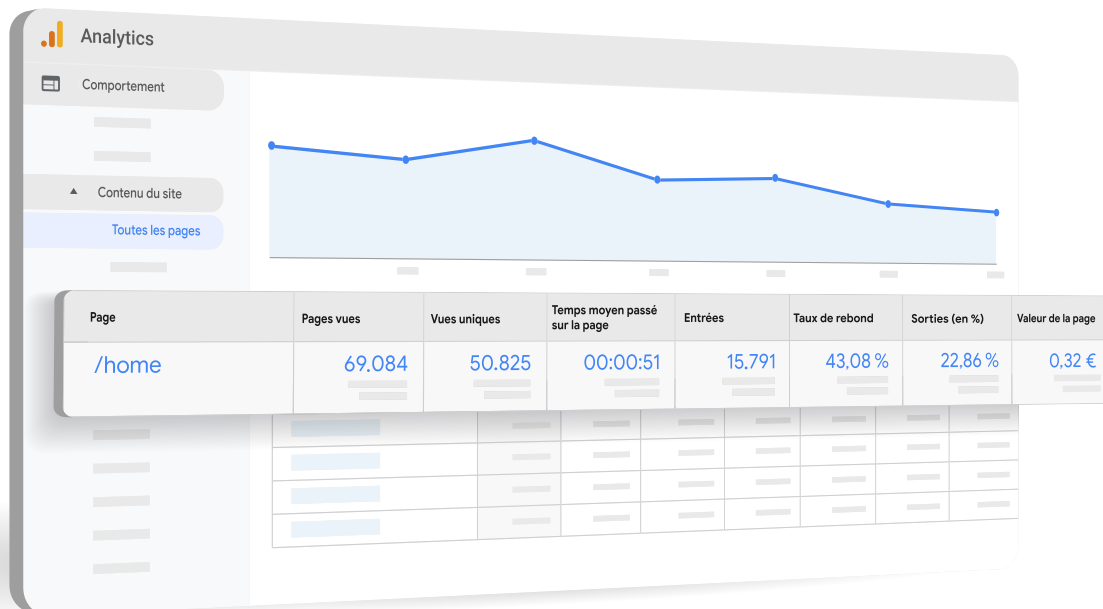 Analytics
Comportement
Contenu du site
Toutes les pages
Page
Pages vues
Vues uniques
Temps moyen passé
sur la page
Entrées
Taux de rebond
Sorties (en %)
Valeur de la page
/home
69.084
50.825
00:00:51
15.791
43,08 %
22,86 %
0,32 €